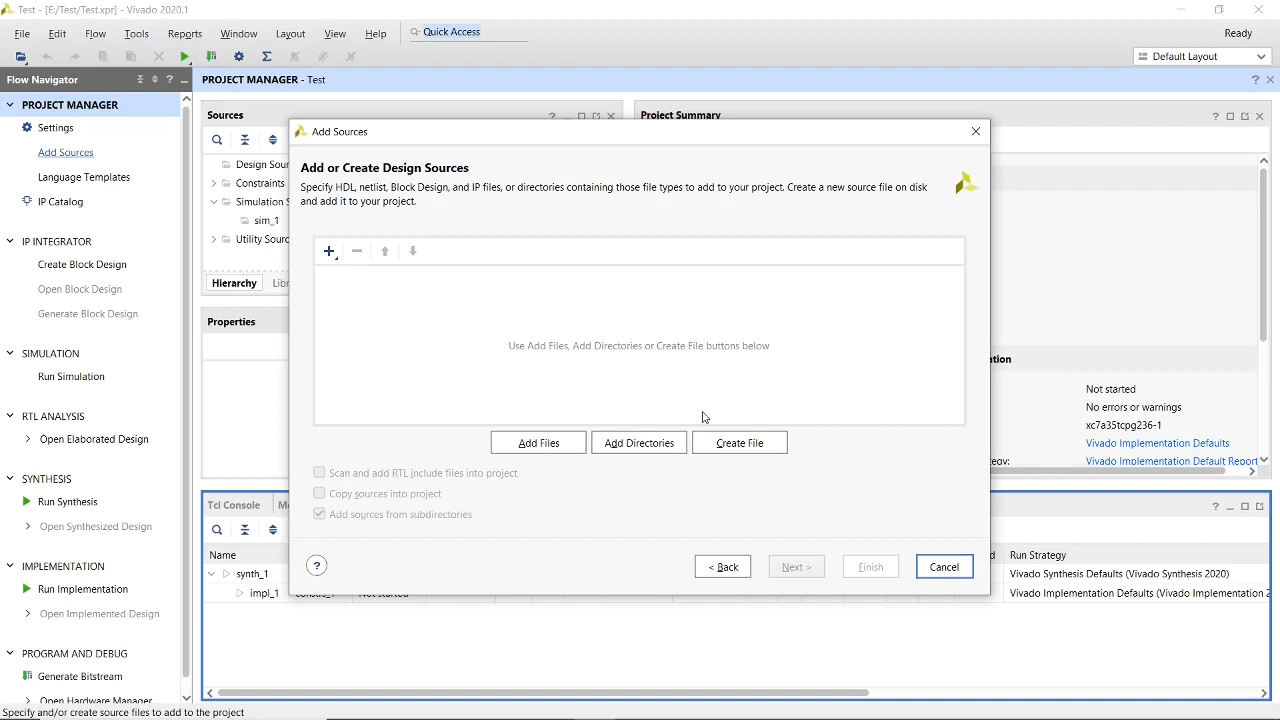 Test - [E:/Test/Test.xpr] - Vivado 2020.1
File Edit Flow Tools Reports Window Layout View Help Quick Access Ready
Default Layout
Flow Navigator
PROJECT MANAGER - Test
PROJECT MANAGER
Settings
Add Sources
Language Templates
IP Catalog
IP INTEGRATOR
Create Block Design
Open Block Design
Generate Block Design
SIMULATION
Run Simulation
RTL ANALYSIS
Open Elaborated Design
SYNTHESIS
Run Synthesis
Open Synthesized Design
IMPLEMENTATION
Run Implementation
Open Implemented Design
PROGRAM AND DEBUG
Generate Bitstream
Open Hardware Manager
Sources
Design Sour
Constraints
Simulation S
sim_1
Utility Sourc
Hierarchy Libr
Properties
Project Summary
Add Sources
Add or Create Design Sources
Specify HDL, netlist, Block Design, and IP files, or directories containing those file types to add to your project. Create a new source file on disk
and add it to your project.
Use Add Files, Add Directories or Create File buttons below
Add Files Add Directories Create File
Scan and add RTL include files into project
Copy sources into project
Add sources from subdirectories
? < Back Next > Finish Cancel
Not started
No errors or warnings
xc7a35tcpg236-1
Vivado Implementation Defaults
Vivado Implementation Default Report
Tcl Console
Name Run Strategy
synth_1 Vivado Synthesis Defaults (Vivado Synthesis 2020)
impl_1 constrs_1 Not started Vivado Implementation Defaults (Vivado Implementation 2
Specify and/or create source files to add to the project